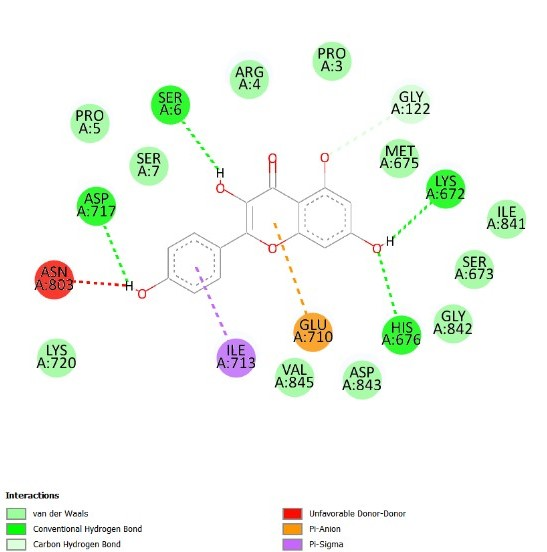 PRO
A:3
ARG
A:4
SER
A:6
GLY
A:122
PRO
A:5
MET
A:675
SER
A:7
H
O
O
O
LYS
A:672
ASP
A:717
ILE
A:841
H
O
O
SER
A:673
ASN
A:803
H
O
GLU
A:710
HIS
A:676
GLY
A:842
LYS
A:720
ILE
A:713
VAL
A:845
ASP
A:843
Interactions
van der Waals
Conventional Hydrogen Bond
Carbon Hydrogen Bond
Unfavorable Donor-Donor
Pi-Anion
Pi-Sigma